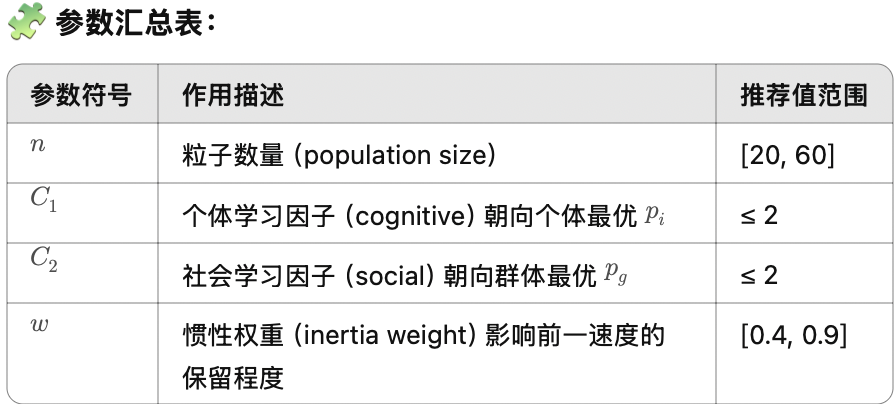 🧩 参数汇总表：
参数符号 作用描述 推荐值范围
n 粒子数量（population size） [20, 60]
C₁ 个体学习因子（cognitive）朝向个体最优 pᵢ ≤ 2
C₂ 社会学习因子（social）朝向群体最优 p_g ≤ 2
w 惯性权重（inertia weight）影响前一速度的 [0.4, 0.9]
保留程度